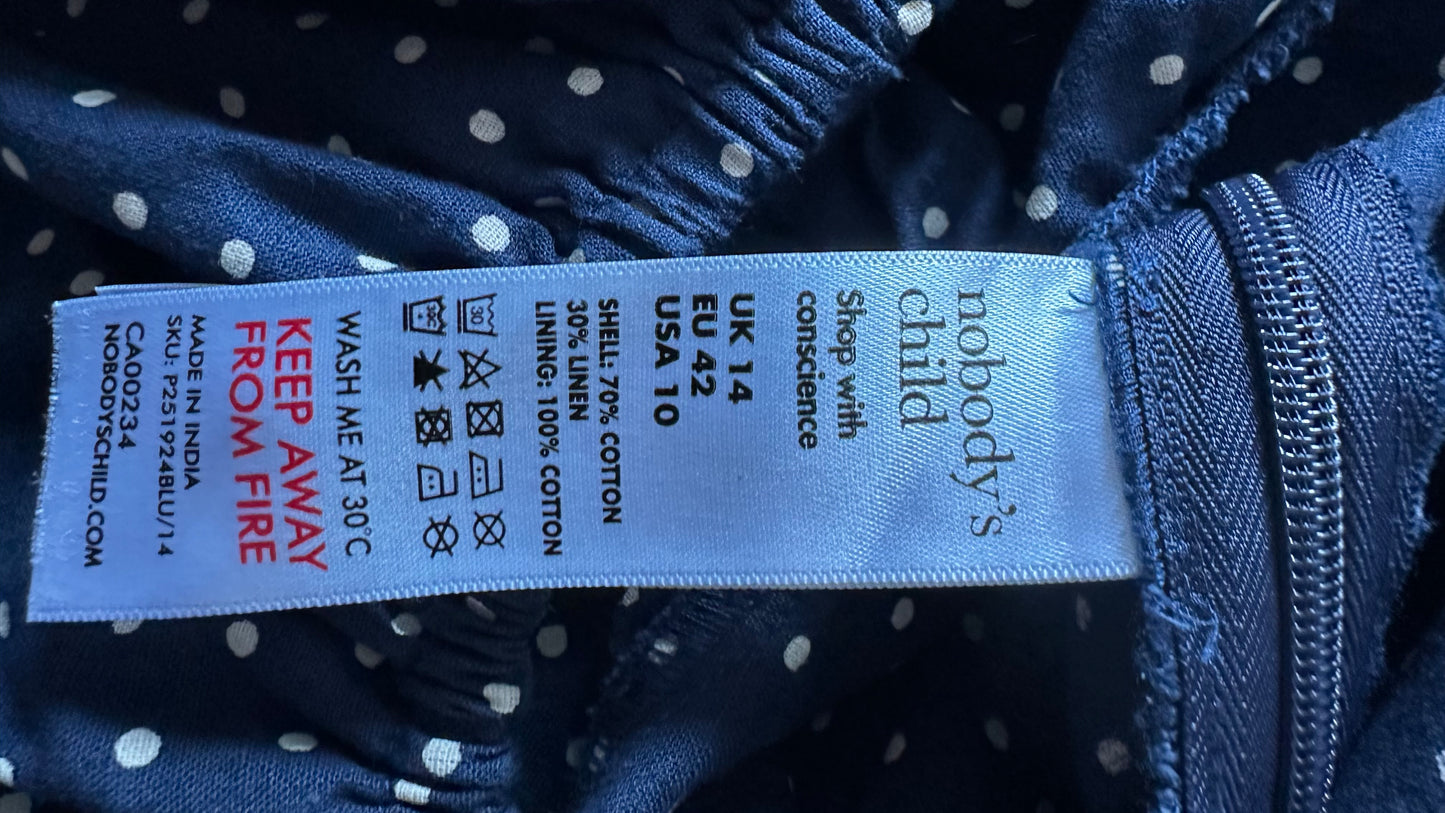 nobody's
child
Shop with
conscience
UK 14
EU 42
USA 10
SHELL: 70% COTTON
30% LINEN
LINING: 100% COTTON
30°
WASH ME AT 30°C
KEEP AWAY
FROM FIRE
MADE IN INDIA
SKU: P251924BLU/14
CA00234
NOBODYSCHILD.COM